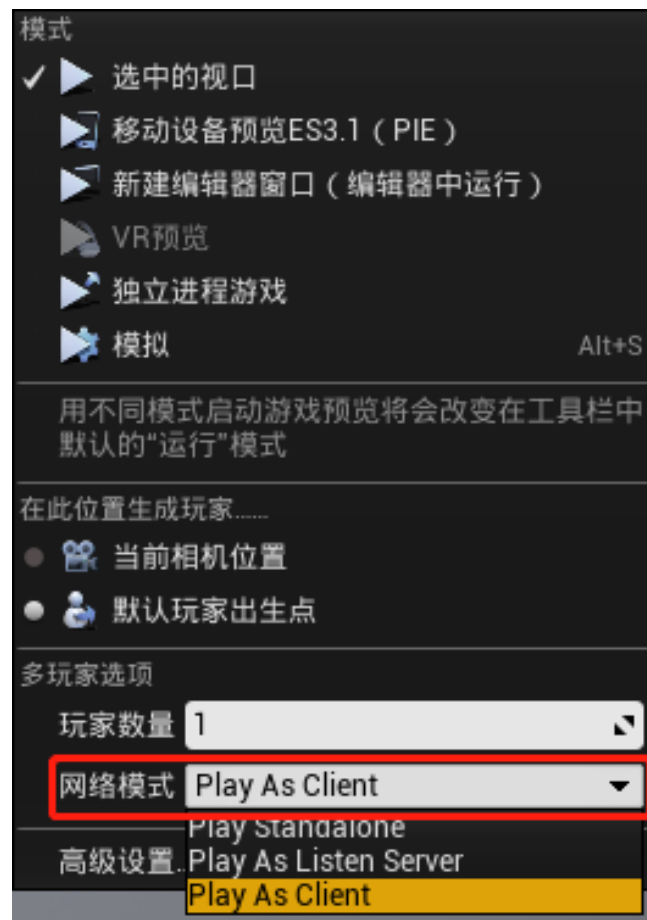 模式
选中的视口
移动设备预览ES3.1（PIE）
新建编辑器窗口（编辑器中运行）
VR预览
独立进程游戏
模拟 Alt+S
用不同模式启动游戏预览将会改变在工具栏中
默认的“运行”模式
在此位置生成玩家......
当前相机位置
默认玩家出生点
多玩家选项
玩家数量 1
网络模式 Play As Client
Play Standalone
高级设置... Play As Listen Server
Play As Client